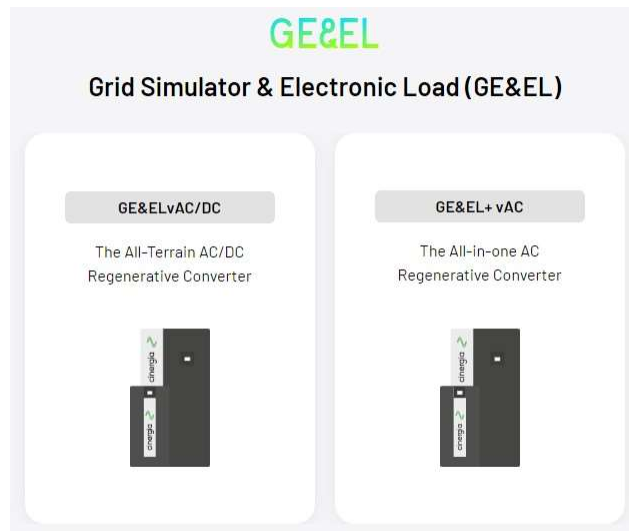 GE&EL
Grid Simulator & Electronic Load (GE&EL)
GE&ELvAC/DC
The All-Terrain AC/DC
Regenerative Converter
cinergia
cinergia
GE&EL+ vAC
The All-in-one AC
Regenerative Converter
cinergia
cinergia